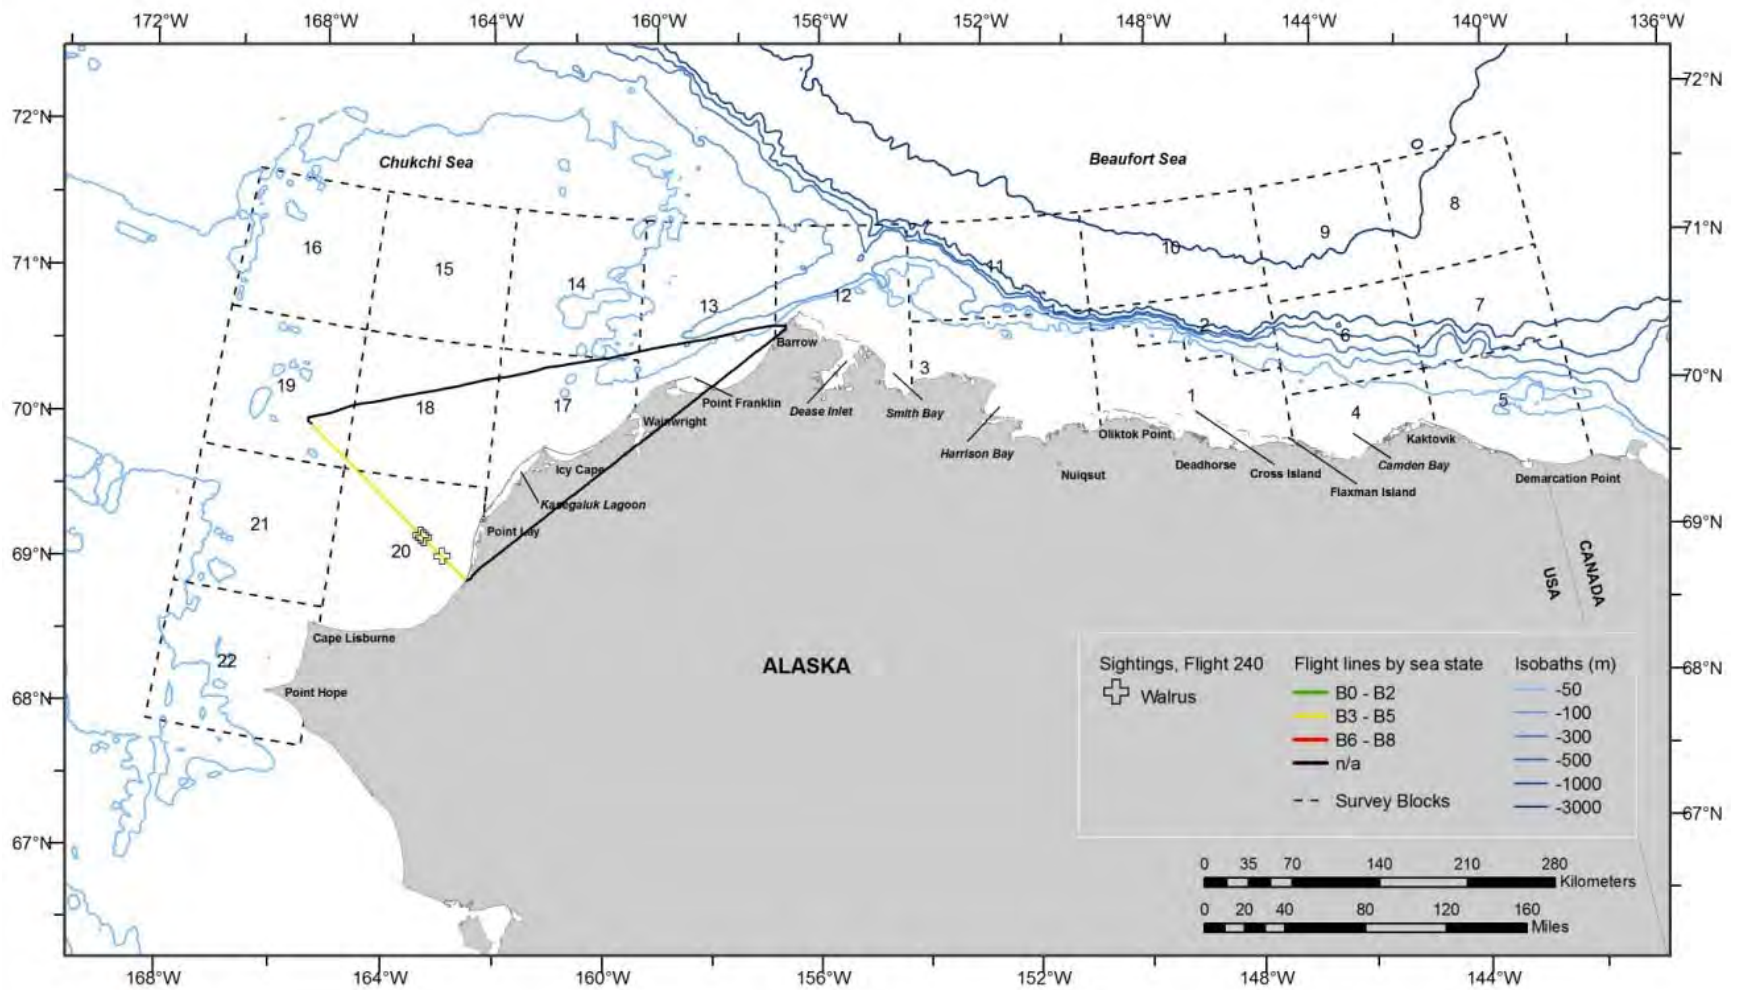 172°W 168°W 164°W 160°W 156°W 152°W 148°W 144°W 140°W 136°W
72°N 72°N
Chukchi Sea Beaufort Sea
8
9
71°N 16 10 71°N
15 11
14 7
13 12
2 6
Barrow
70°N 19 18 17 3 70°N
Point Franklin Dease Inlet Smith Bay 1 4 5
Wainwright Harrison Bay Oliktok Point Kaktovik
Icy Cape Nuiqsut Deadhorse Cross Island Camden Bay Demarcation Point
Flaxman Island
Kasegaluk Lagoon
69°N 21 Point Lay 69°N
20 USA CANADA
Cape Lisburne
22 ALASKA 68°N
68°N Point Hope
Sightings, Flight 240
Walrus
Flight lines by sea state
B0 - B2
B3 - B5
B6 - B8
n/a
Survey Blocks
Isobaths (m)
-50
-100
-300
-500
-1000
-3000
67°N 67°N
0 35 70 140 210 280
Kilometers
0 20 40 80 120 160
Miles
168°W 164°W 160°W 156°W 152°W 148°W 144°W